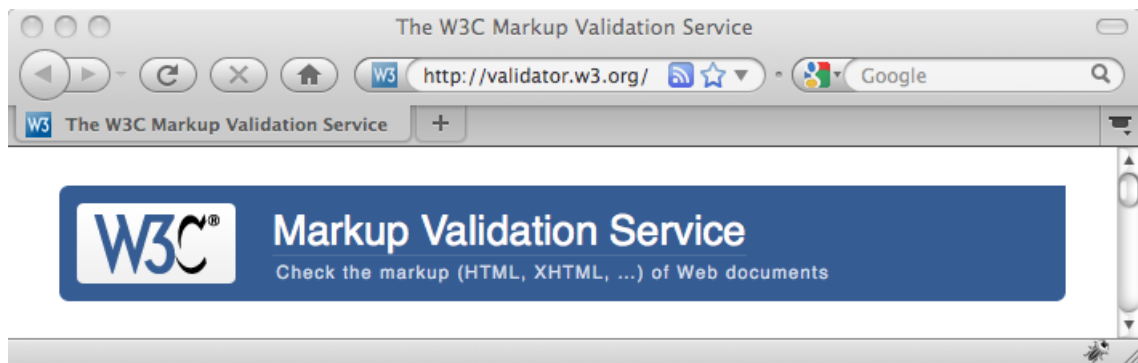 The W3C Markup Validation Service
W3 http://validator.w3.org/ Google
W3 The W3C Markup Validation Service +
W3C® Markup Validation Service
Check the markup (HTML, XHTML, ...) of Web documents